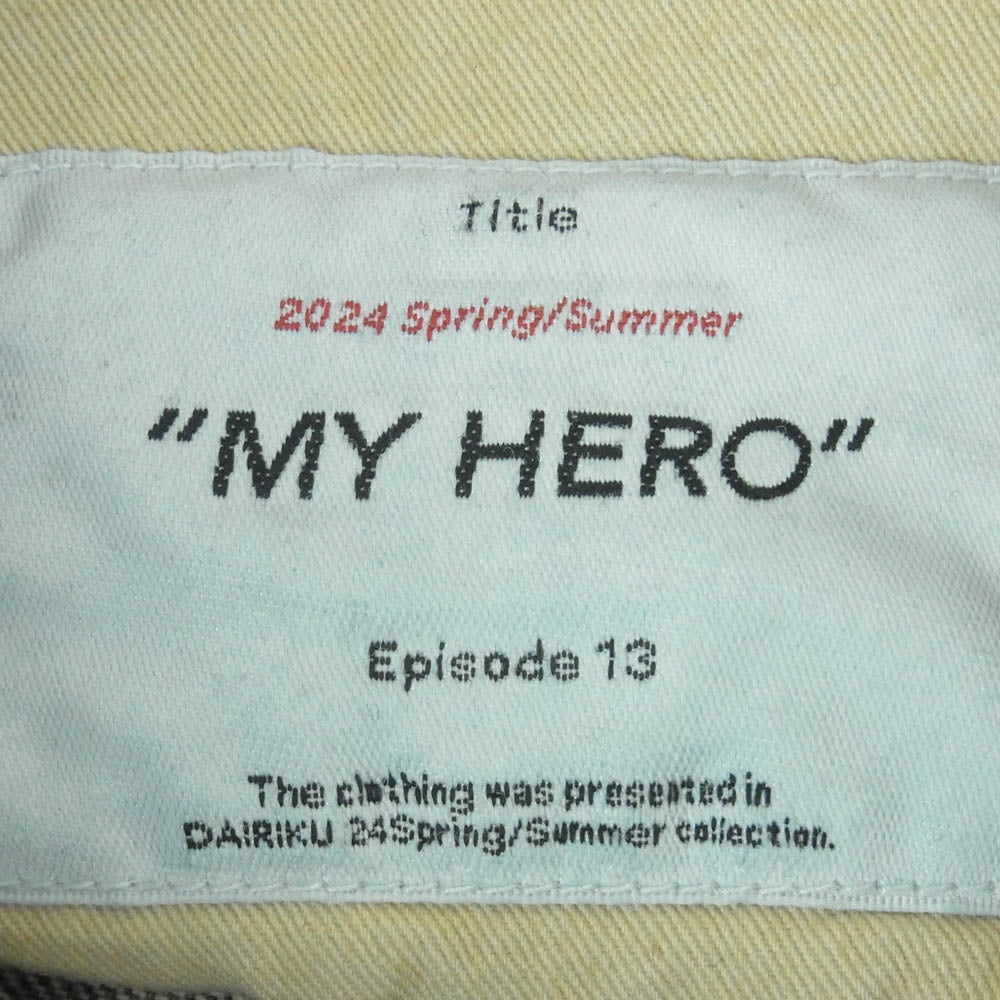 Title
2024 Spring/Summer
"MY HERO"
Episode 13
The clothing was presented in
DAIRIKU 24Spring/Summer collection.